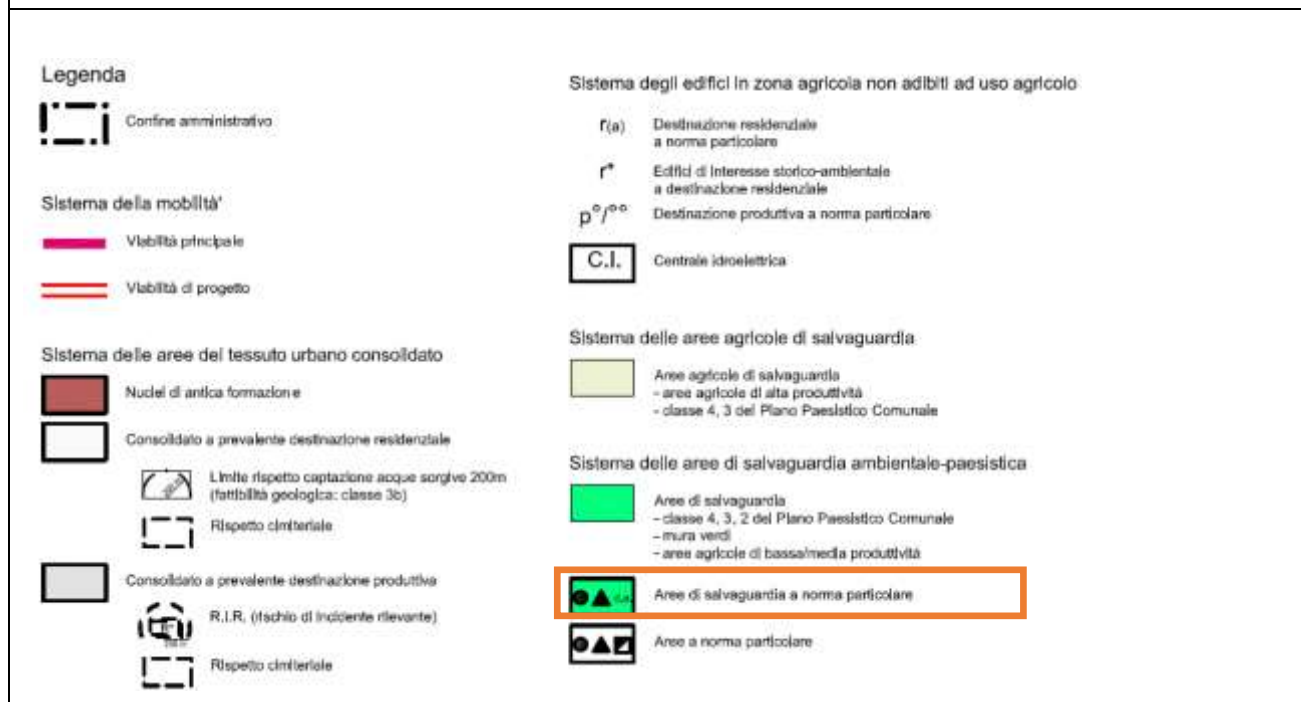 Legenda
Confine amministrativo
Sistema della mobilità'
Viabilità principale
Viabilità di progetto
Sistema delle aree del tessuto urbano consolidato
Nuclei di antica formazione
Consolidato a prevalente destinazione residenziale
Limite rispetto captazione acque sorgive 200m
(fattibilità geologica: classe 3b)
Rispetto cimiteriale
Consolidato a prevalente destinazione produttiva
R.I.R. (rischio di incidente rilevante)
Rispetto cimiteriale
Sistema degli edifici in zona agricola non adibiti ad uso agricolo
r(a) Destinazione residenziale
a norma particolare
r* Edifici di interesse storico-ambientale
a destinazione residenziale
p°/°° Destinazione produttiva a norma particolare
C.I. Centrale idroelettrica
Sistema delle aree agricole di salvaguardia
Aree agricole di salvaguardia
- aree agricole di alta produttività
- classe 4, 3 del Piano Paesistico Comunale
Sistema delle aree di salvaguardia ambientale-paesistica
Aree di salvaguardia
- classe 4, 3, 2 del Piano Paesistico Comunale
- mura verdi
- aree agricole di bassa/media produttività
Aree di salvaguardia a norma particolare
Aree a norma particolare